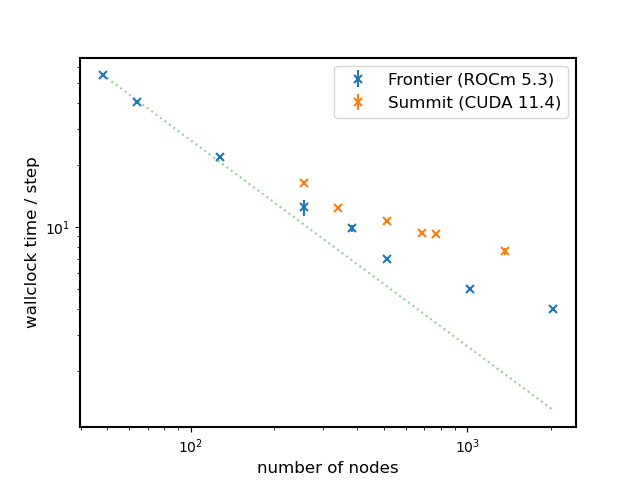 Frontier (ROCm 5.3)
Summit (CUDA 11.4)
wallclock time / step
10¹
10² 10³
number of nodes